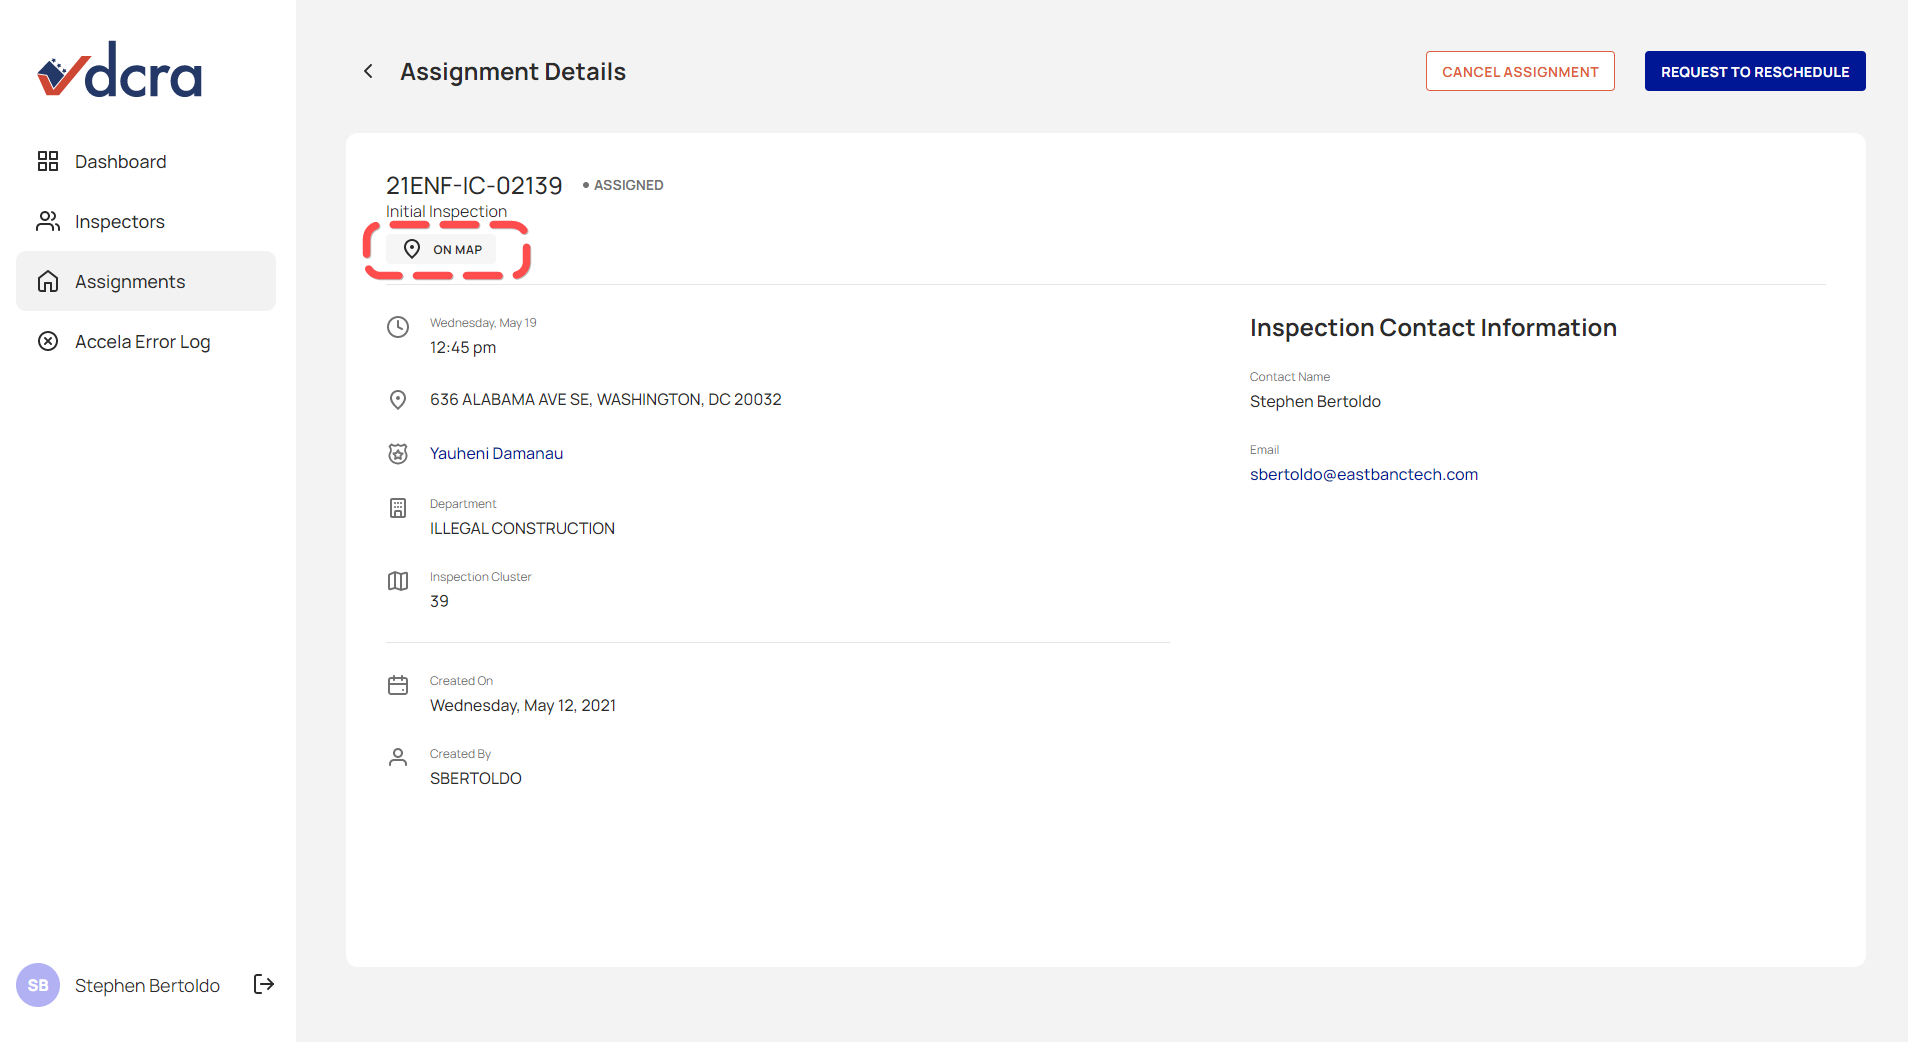 dcra
Dashboard
Inspectors
Assignments
Accela Error Log
SB
Stephen Bertoldo
Assignment Details
CANCEL ASSIGNMENT
REQUEST TO RESCHEDULE
21ENF-IC-02139
• ASSIGNED
Initial Inspection
ON MAP
Wednesday, May 19
12:45 pm
636 ALABAMA AVE SE, WASHINGTON, DC 20032
Yauheni Damanau
Department
ILLEGAL CONSTRUCTION
Inspection Cluster
39
Created On
Wednesday, May 12, 2021
Created By
SBERTOLDO
Inspection Contact Information
Contact Name
Stephen Bertoldo
Email
sbertoldo@eastbanctech.com